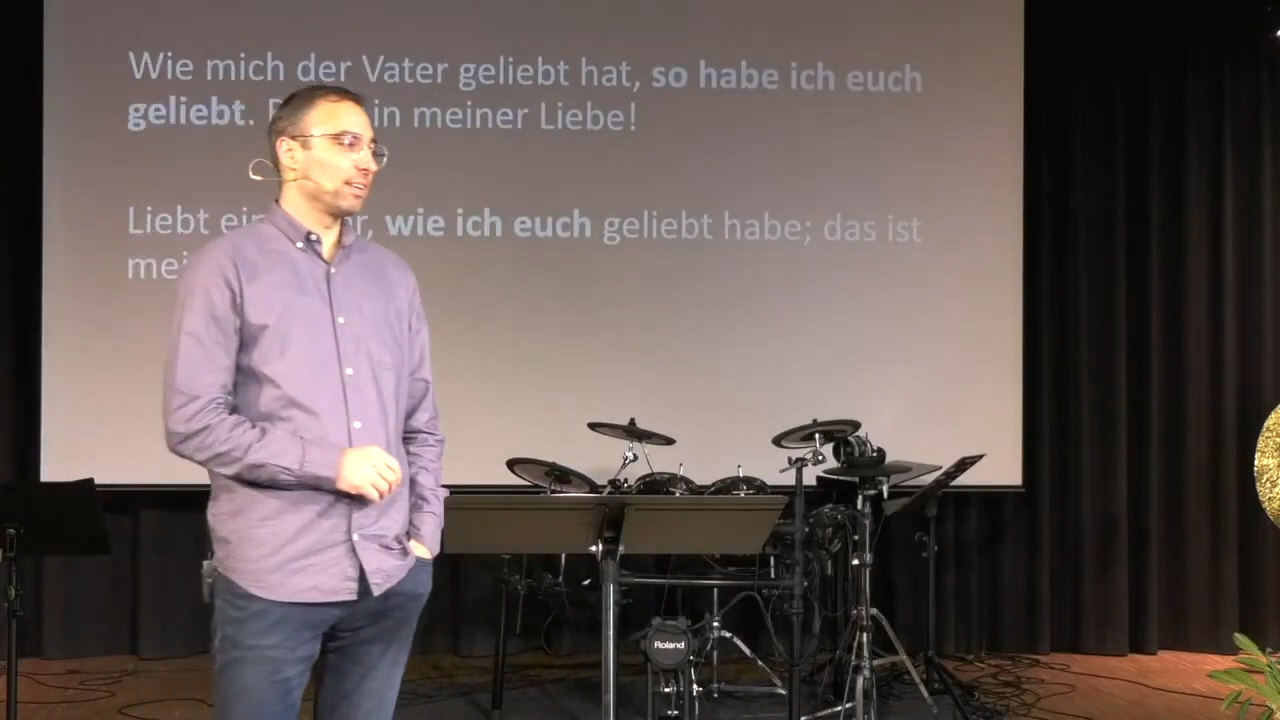 Wie mich der Vater geliebt hat, so habe ich euch
geliebt. in meiner Liebe!
Liebt wie ich euch geliebt habe; das ist
Roland